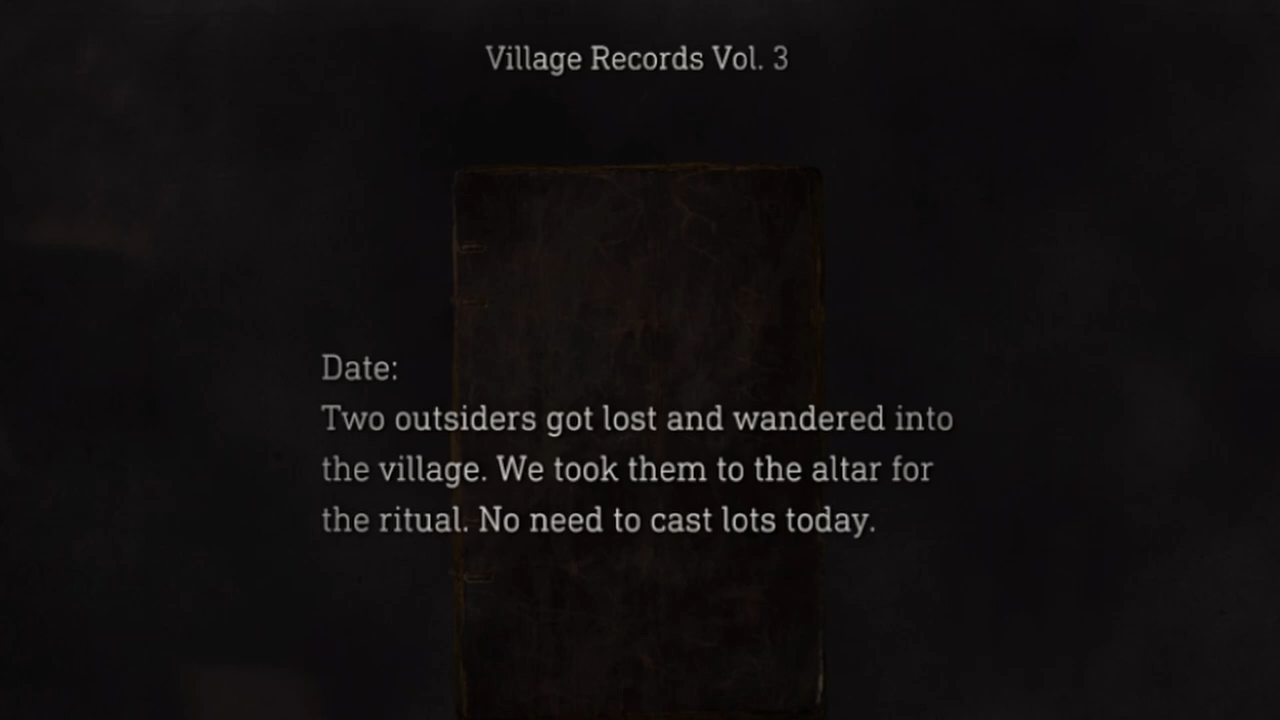 Village Records Vol. 3
Date:
Two outsiders got lost and wandered into
the village. We took them to the altar for
the ritual. No need to cast lots today.